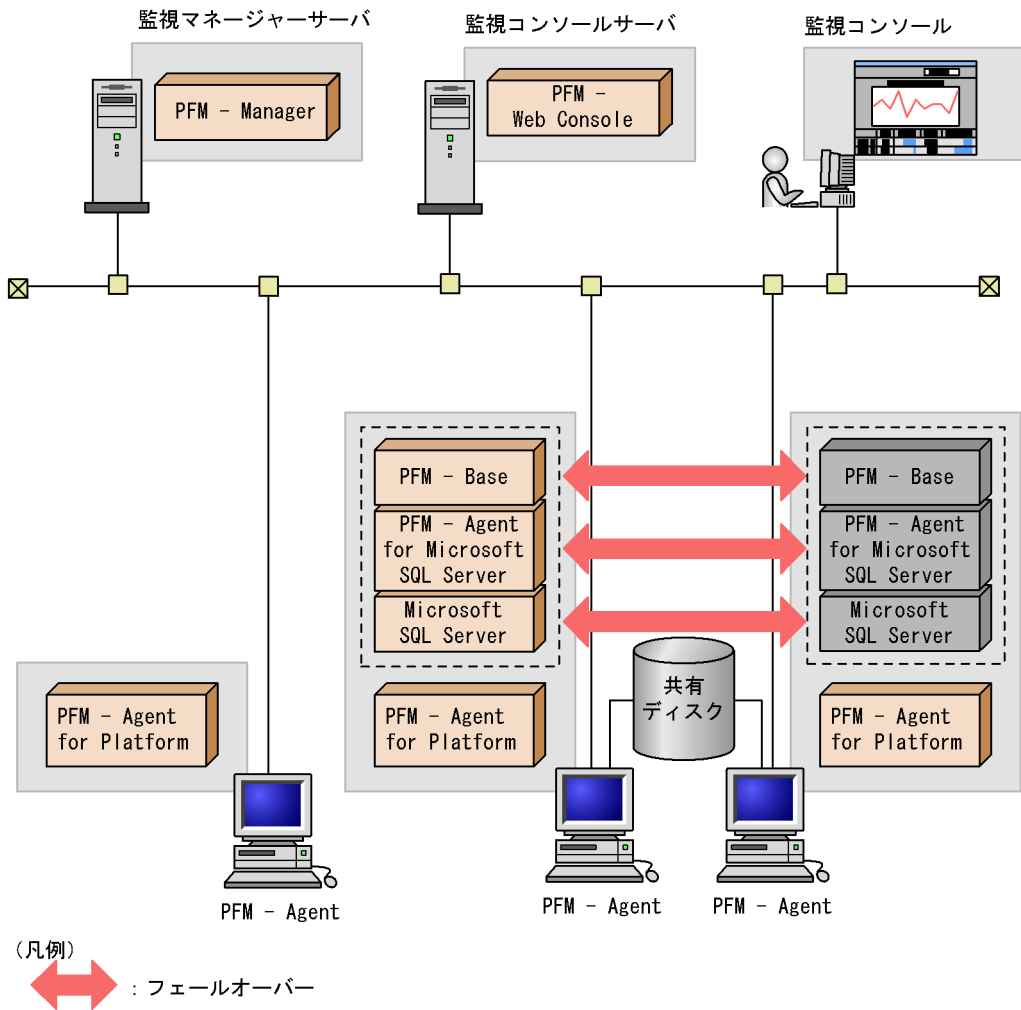 監視マネージャーサーバ
監視コンソールサーバ
監視コンソール
PFM - Manager
PFM -
Web Console
PFM - Base
PFM - Agent
for Microsoft
SQL Server
Microsoft
SQL Server
PFM - Base
PFM - Agent
for Microsoft
SQL Server
Microsoft
SQL Server
共有
ディスク
PFM - Agent
for Platform
PFM - Agent
for Platform
PFM - Agent
for Platform
PFM - Agent
PFM - Agent
PFM - Agent
(凡例)
: フェールオーバー